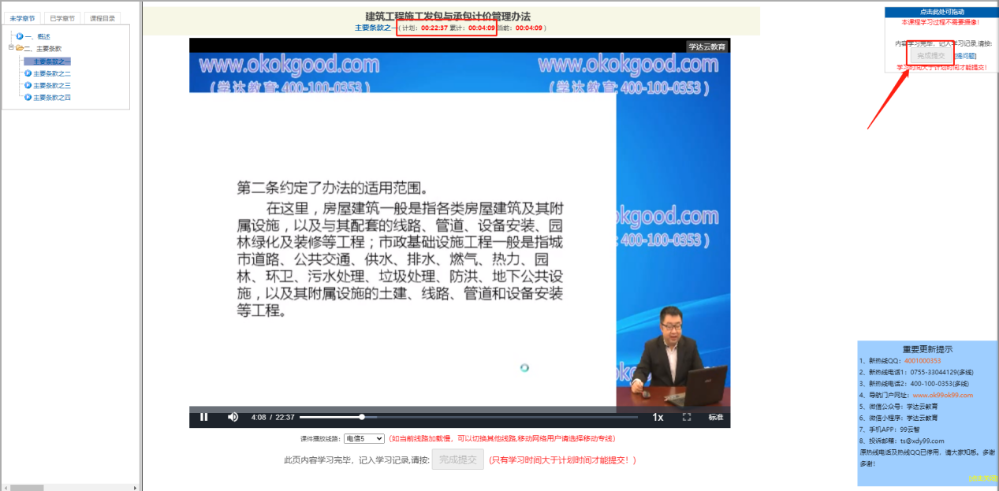 未学章节 已学章节 课程目录
一、概述
二、主要条款
主要条款之一
主要条款之二
主要条款之三
主要条款之四
建筑工程施工发包与承包计价管理办法
主要条款之一( 计划：00:22:37 累计：00:04:09 当前：00:04:09 )
学达云教育
www.okokgood.com www.okokgood.com
(学达教育:400-100-0353) (学达教育:400-100-0353)
第二条约定了办法的适用范围。
在这里，房屋建筑一般是指各类房屋建筑及其附
属设施，以及与其配套的线路、管道、设备安装、园
林绿化及装修等工程；市政基础设施工程一般是指城
市道路、公共交通、供水、排水、燃气、热力、园
林、环卫、污水处理、垃圾处理、防洪、地下公共设
施，以及其附属设施的土建、线路、管道和设备安装
等工程。
okgood.com
400-100-0353)
4:08 / 22:37 1x 标准
课件播放线路: 电信5 (如当前线路加载慢，可以切换其他线路,移动网络用户请选择移动专线)
此页内容学习完毕，记入学习记录,请按: 完成提交 (只有学习时间大于计划时间才能提交！)
点击此处可拖动
本课程学习过程不需要摄像!
内容学习完毕，记入学习记录,请按:
完成提交 [提问题]
学习时间大于计划时间才能提交!
重要更新提示
1、新热线QQ：4001000353
2、新热线电话1：0755-33044129(多线)
3、新热线电话2：400-100-0353(多线)
4、导航门户网址：www.ok99ok99.com
5、微信公众号：学达云教育
6、微信小程序：学达云教育
7、手机APP：99云智
8、投诉邮箱：ts@xdy99.com
原热线电话及热线QQ已停用，请大家知悉。多谢
多谢!
[点击关闭]